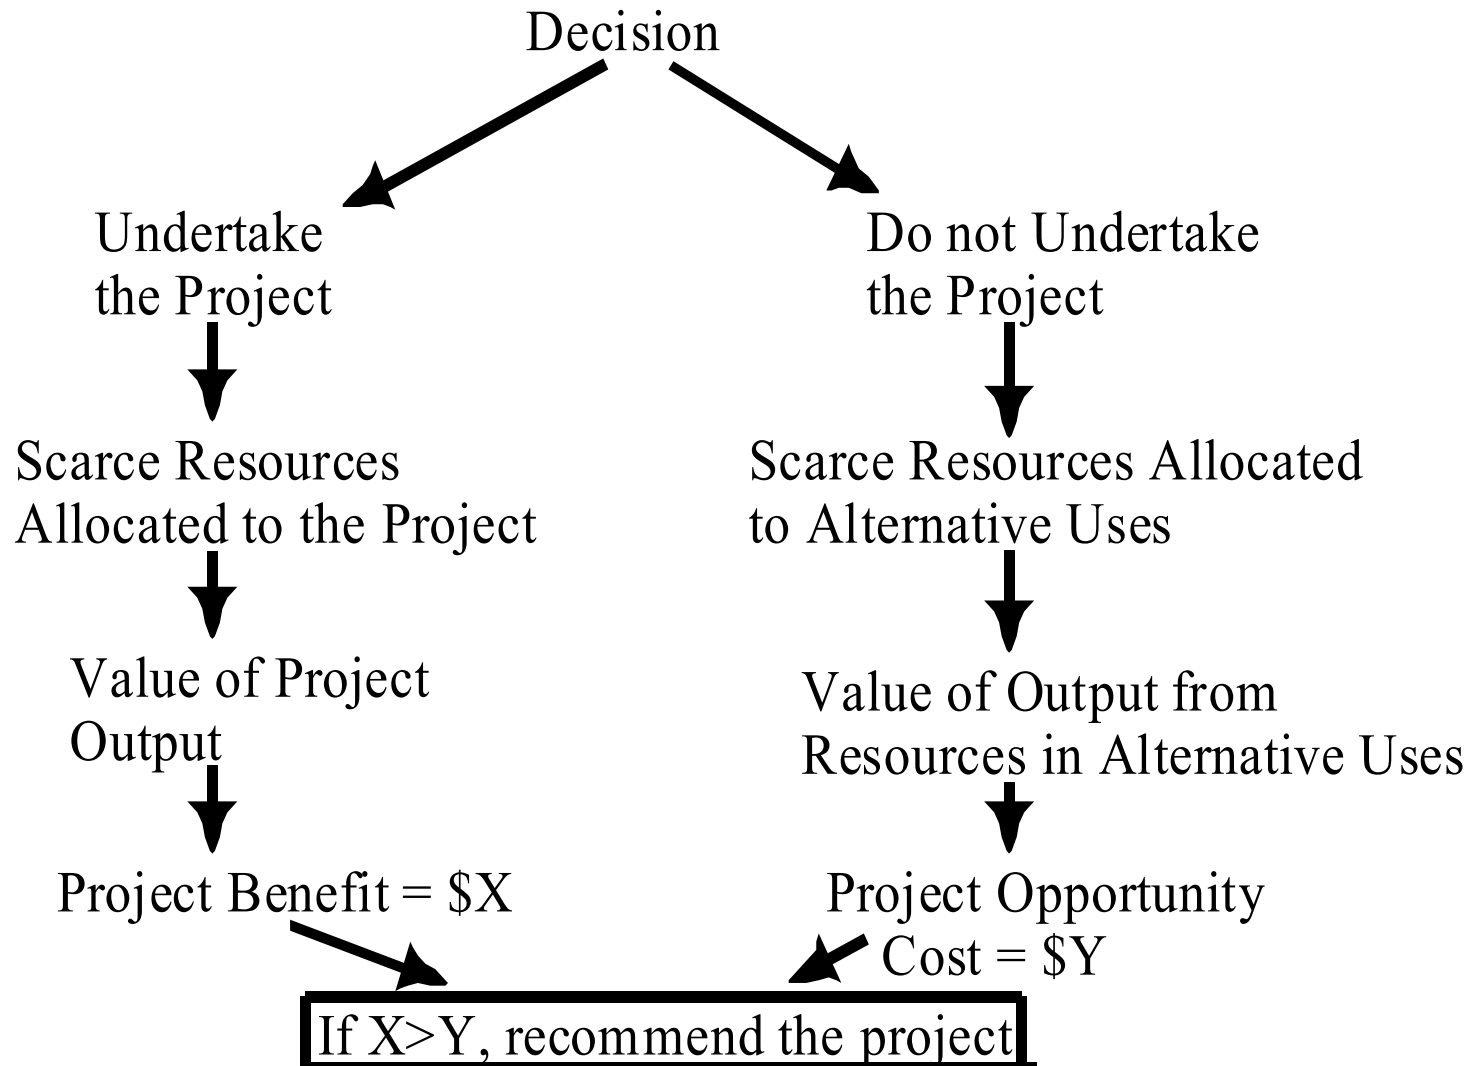 Decision
Undertake
the Project
Do not Undertake
the Project
Scarce Resources
Allocated to the Project
Scarce Resources Allocated
to Alternative Uses
Value of Project
Output
Value of Output from
Resources in Alternative Uses
Project Benefit = $X
Project Opportunity
Cost = $Y
If X>Y, recommend the project